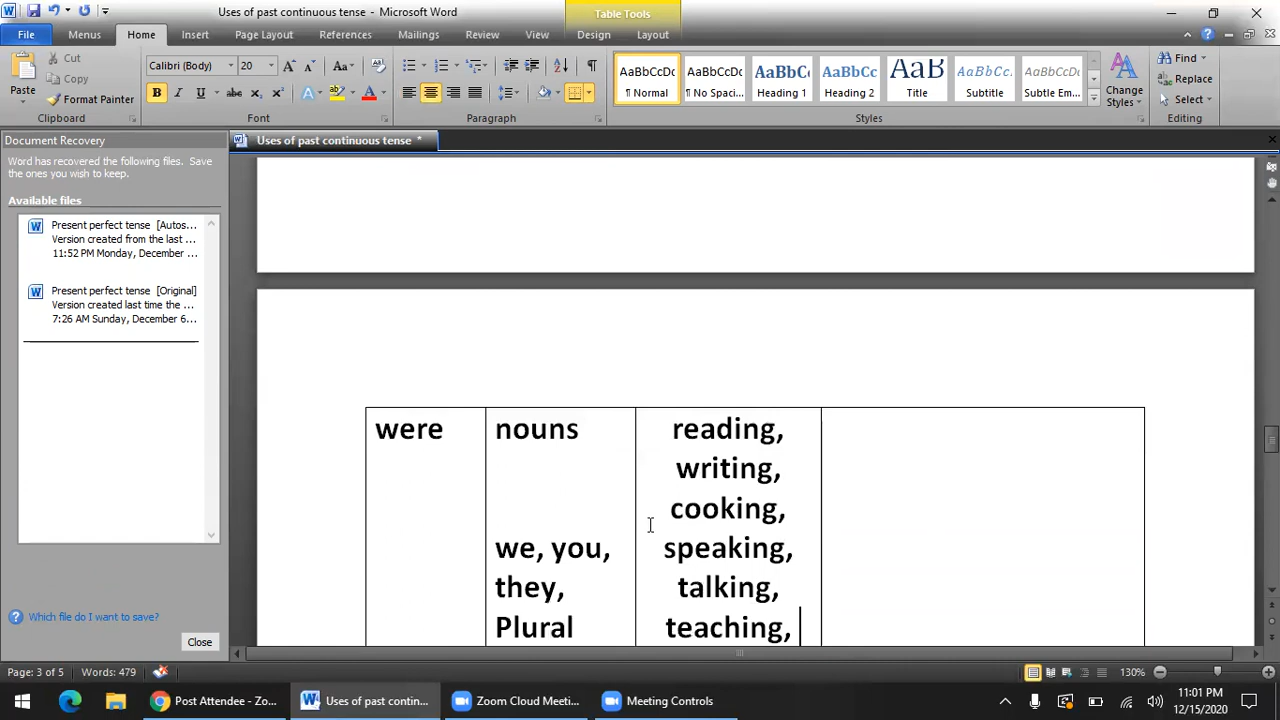 Uses of past continuous tense - Microsoft Word
Table Tools
File Menus Home Insert Page Layout References Mailings Review View Design Layout
Cut
Copy
Format Painter
Paste
Clipboard
Calibri (Body) 20
Font
Paragraph
AaBbCcDc AaBbCcDc AaBbCc AaBbCc AaB AaBbCc. AaBbCcDc
¶ Normal ¶ No Spaci... Heading 1 Heading 2 Title Subtitle Subtle Em...
Styles
Change
Styles
Find
Replace
Select
Editing
Document Recovery
Word has recovered the following files. Save
the ones you wish to keep.
Available files
Present perfect tense [Autos...
Version created from the last ...
11:52 PM Monday, December ...
Present perfect tense [Original]
Version created last time the ...
7:26 AM Sunday, December 6...
Which file do I want to save?
Close
Uses of past continuous tense *
were nouns reading,
writing,
cooking,
we, you, speaking,
they, talking,
Plural teaching,
Page: 3 of 5 Words: 479 130%
Post Attendee - Zo... Uses of past contin... Zoom Cloud Meeti... Meeting Controls
11:01 PM
12/15/2020